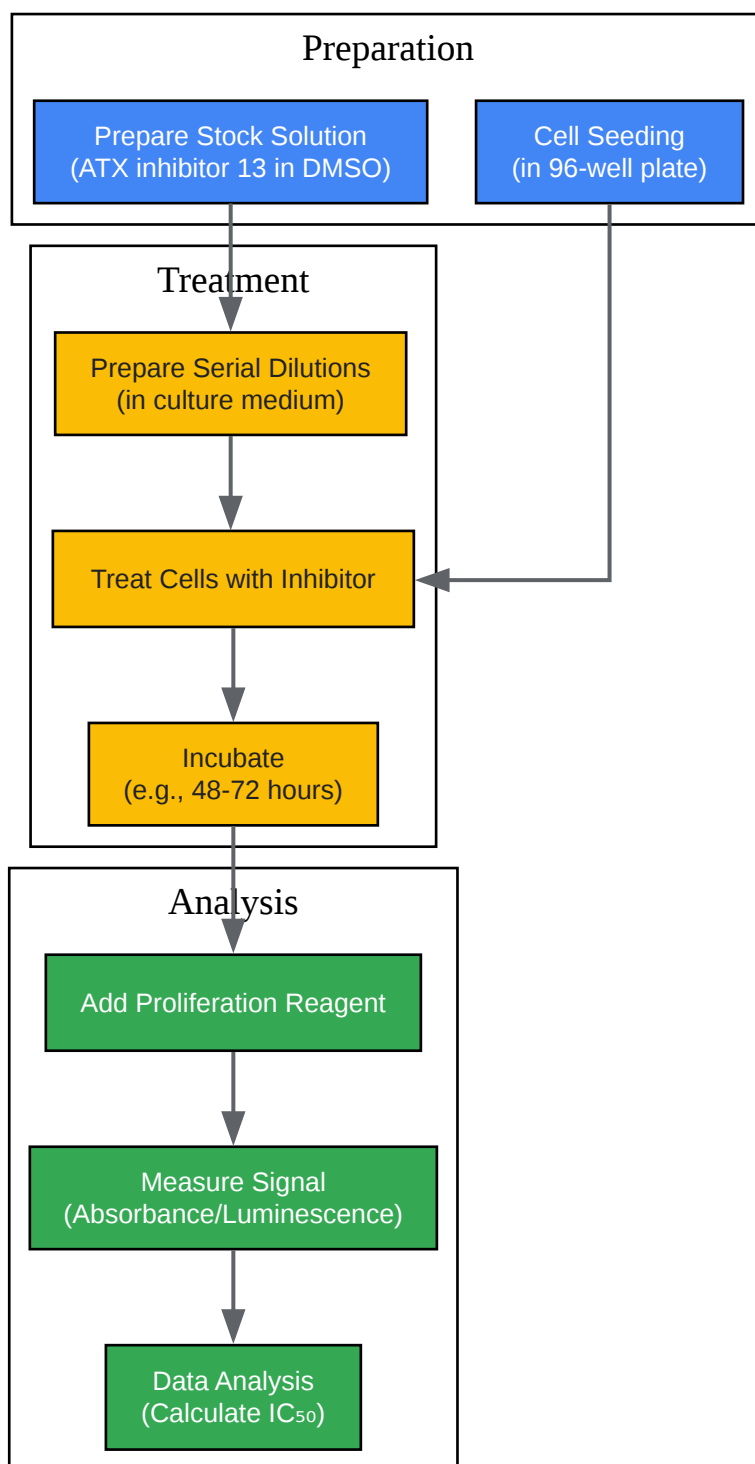 Preparation
Prepare Stock Solution
(ATX inhibitor 13 in DMSO)
Cell Seeding
(in 96-well plate)
Treatment
Prepare Serial Dilutions
(in culture medium)
Treat Cells with Inhibitor
Incubate
(e.g., 48-72 hours)
Analysis
Add Proliferation Reagent
Measure Signal
(Absorbance/Luminescence)
Data Analysis
(Calculate IC₅₀)